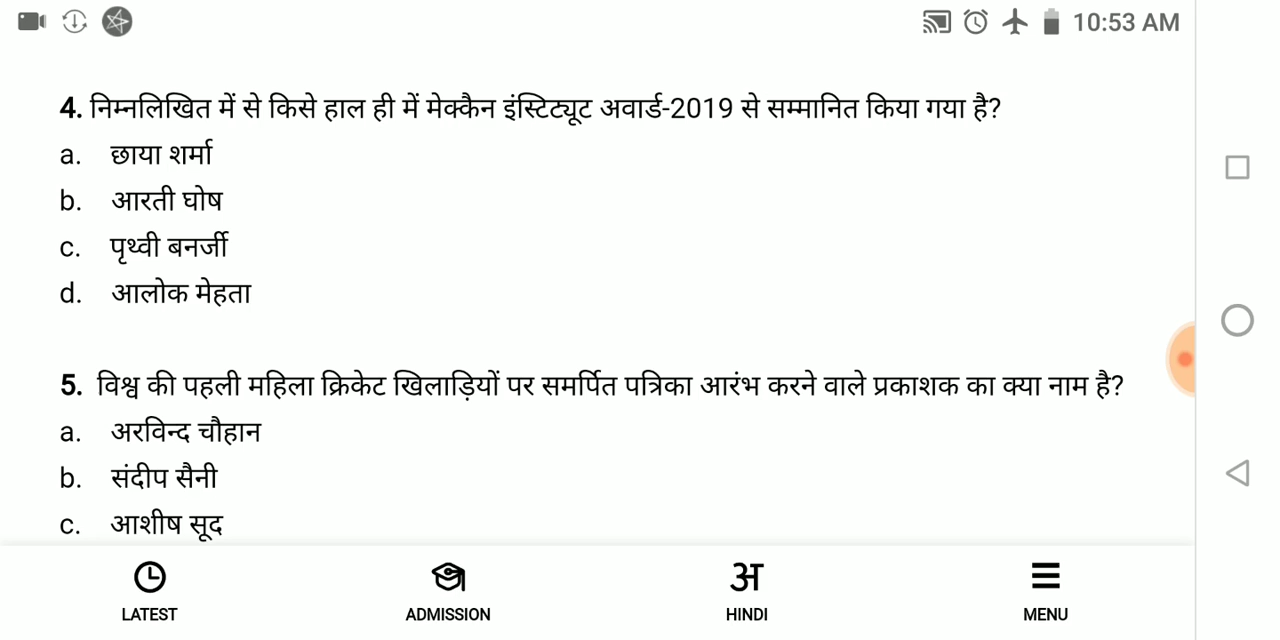 10:53 AM
4. निम्नलिखित में से किसे हाल ही में मेक्कैन इंस्टिट्यूट अवार्ड-2019 से सम्मानित किया गया है?
a. छाया शर्मा
b. आरती घोष
c. पृथ्वी बनर्जी
d. आलोक मेहता
5. विश्व की पहली महिला क्रिकेट खिलाड़ियों पर समर्पित पत्रिका आरंभ करने वाले प्रकाशक का क्या नाम है?
a. अरविन्द चौहान
b. संदीप सैनी
c. आशीष सूद
अ
LATEST ADMISSION HINDI MENU